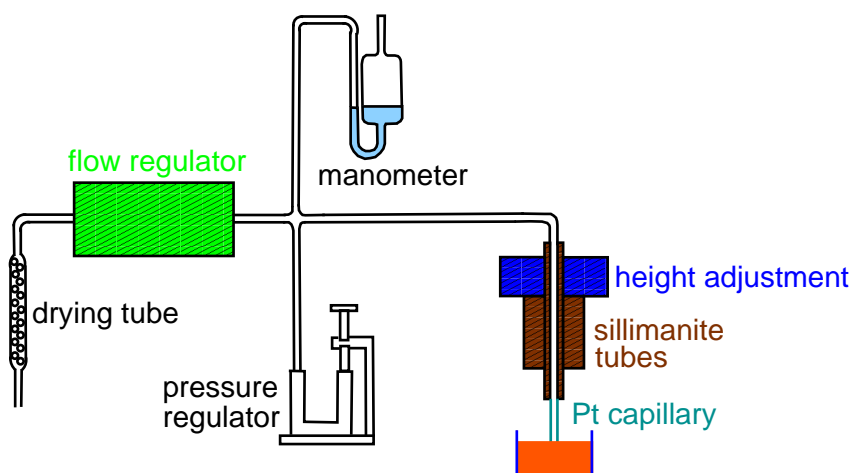 flow regulator
manometer
height adjustment
drying tube
sillimanite
tubes
pressure
regulator
Pt capillary